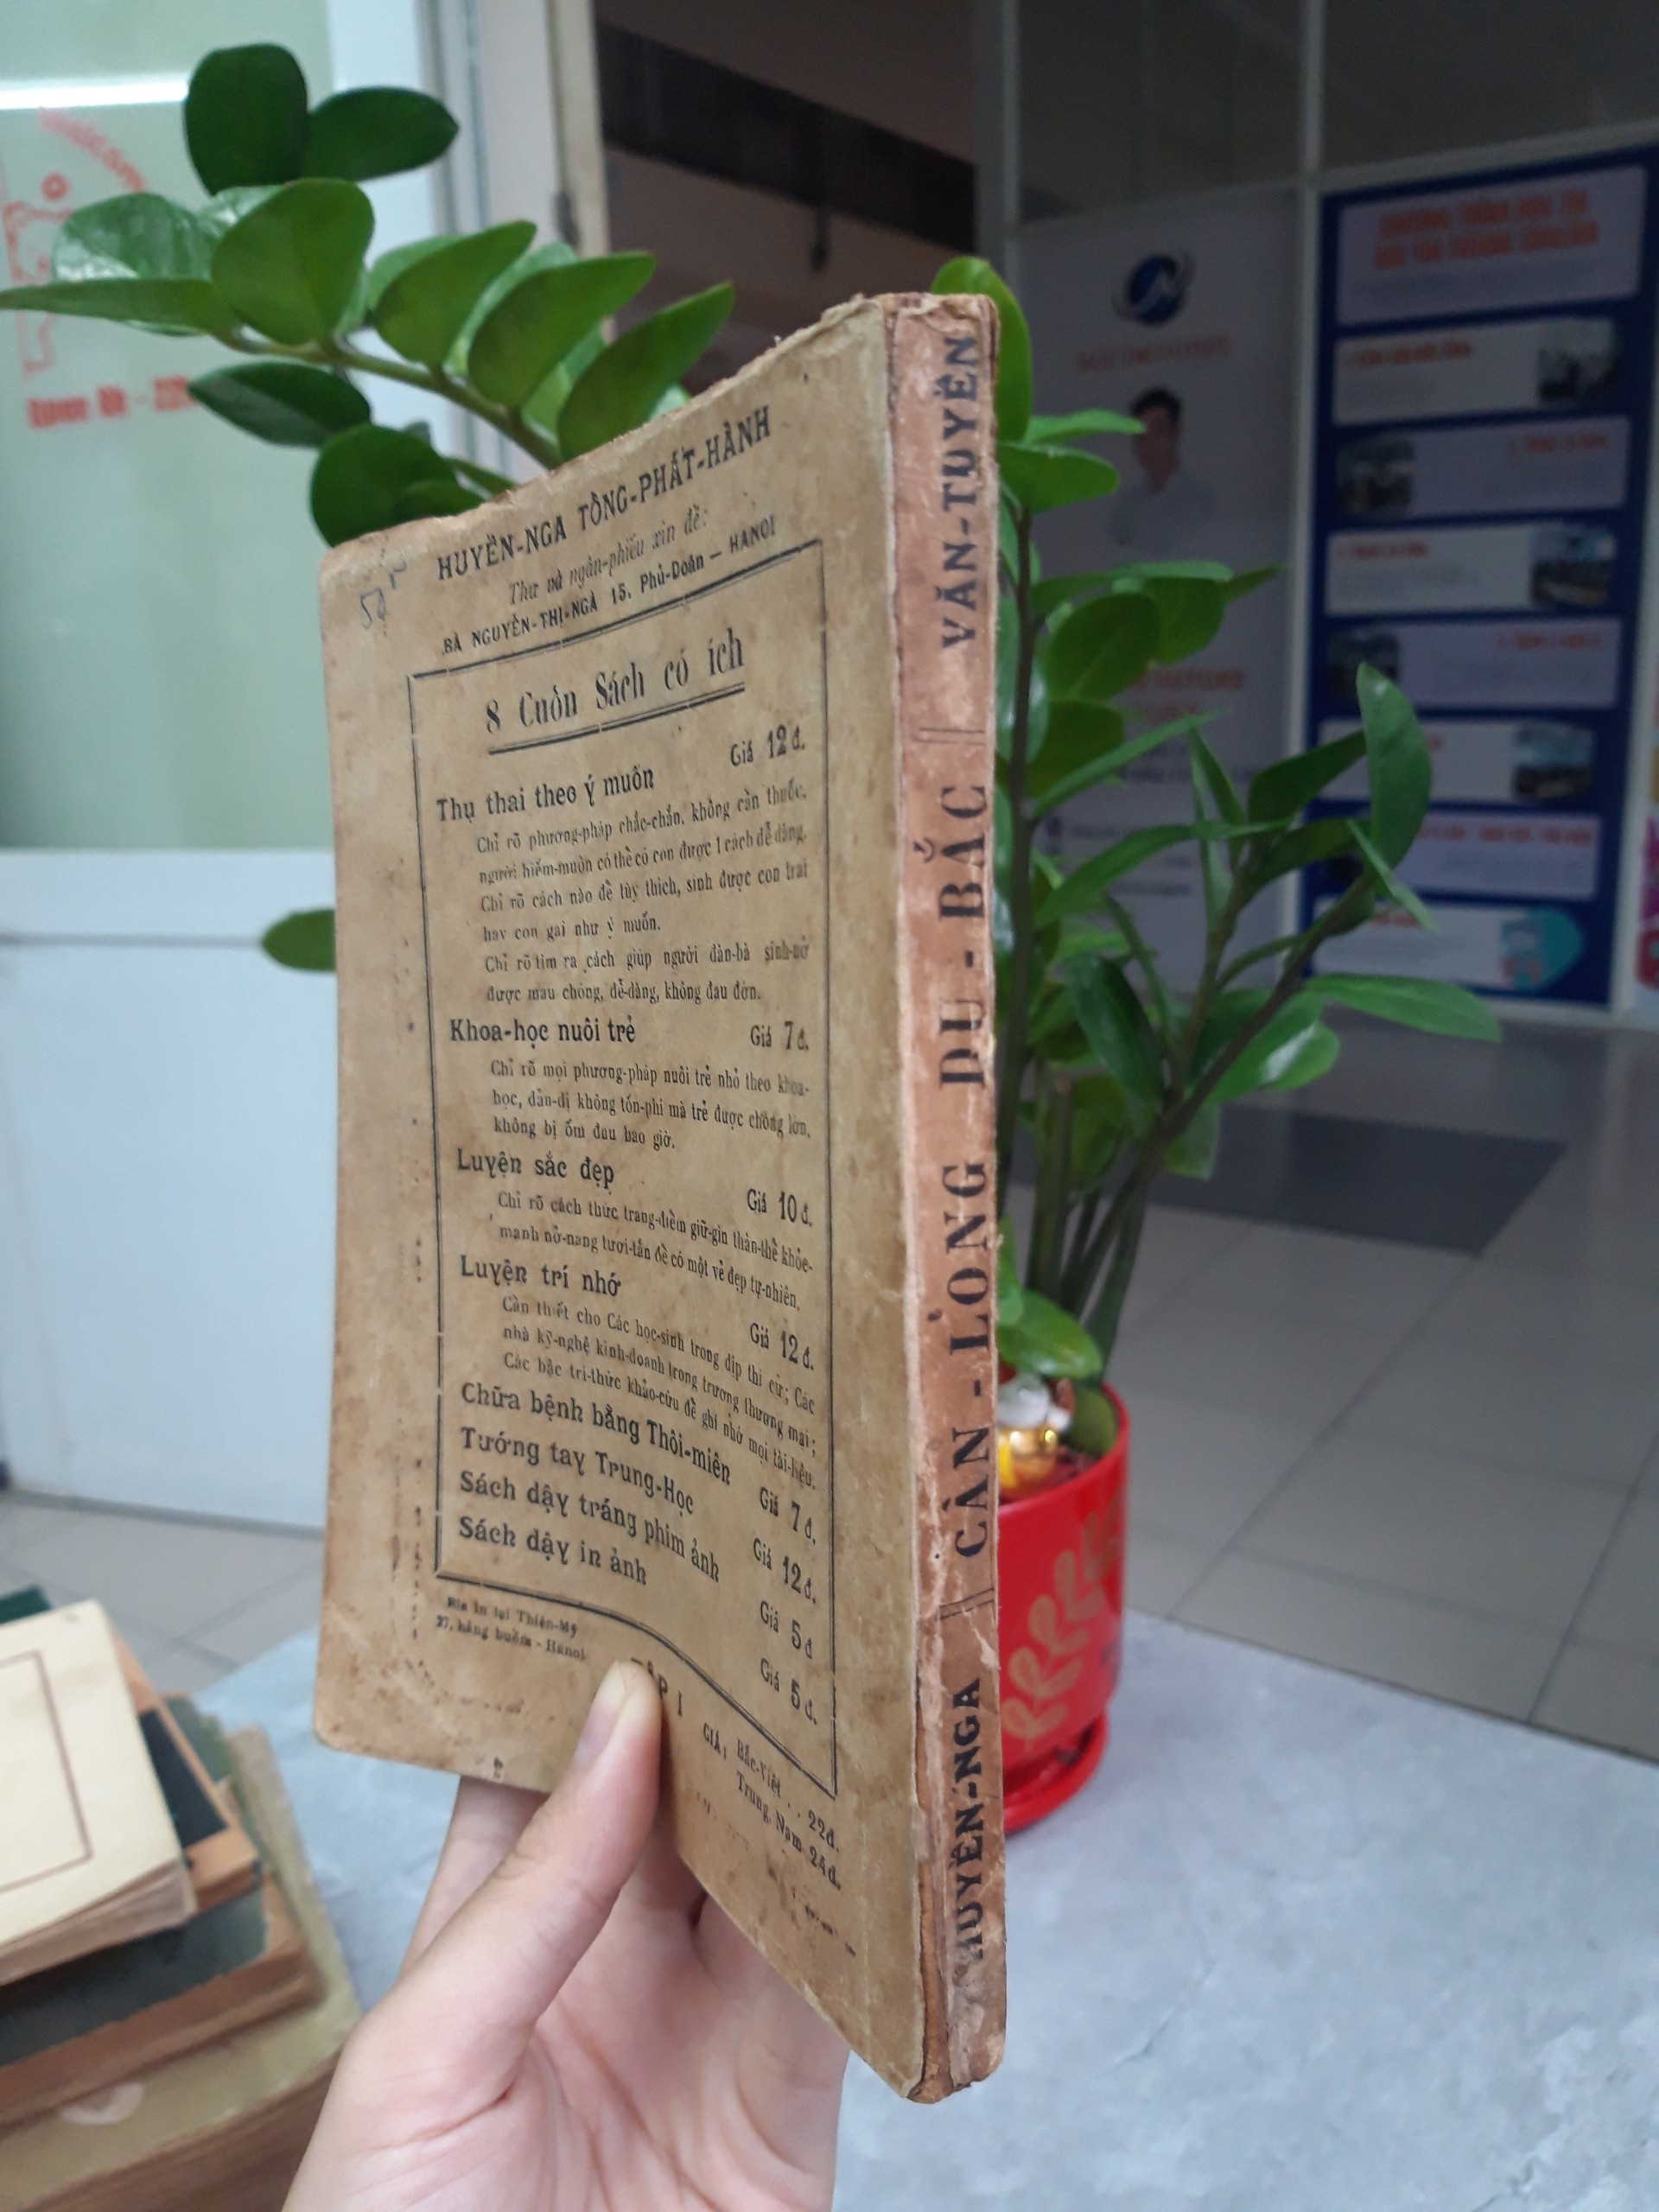 HUYỀN-NGA TỔNG-PHÁT-HÀNH
Thư và ngân-phiếu xin đề:
BÀ NGUYỄN-THỊ-NGÀ 15, Phủ-Doãn — HANOI
8 Cuốn Sách có ích
Thụ thai theo ý muốn Giá 12đ.
Chỉ rõ phương-pháp chắc-chắn, không cần thuốc,
người hiếm-muộn có thể có con được 1 cách dễ dàng.
Chỉ rõ cách nào để tùy thích, sinh được con trai
hay con gai như ý muốn.
Chỉ rõ tìm ra cách giúp người đàn-bà sinh-nở
được mau chóng, dễ-dàng, không đau đớn.
Khoa-học nuôi trẻ Giá 7đ.
Chỉ rõ mọi phương-pháp nuôi trẻ nhỏ theo khoa-
học, dản-dị không tốn-phí mà trẻ được chóng lớn,
không bị ốm đau bao giờ.
Luyện sắc đẹp Giá 10đ.
Chỉ rõ cách thức trang-điểm giữ-gìn thân-thể khỏe-
mạnh nở-nang tươi-tắn để có một vẻ đẹp tự-nhiên.
Luyện trí nhớ Giá 12đ.
Cần thiết cho Các học-sinh trong dịp thi cử; Các
nhà kỹ-nghệ kinh-doanh trong trường thương mại;
Các bậc trí-thức khảo-cứu để ghi nhớ mọi tài-liệu.
Chữa bệnh bằng Thôi-miên Giá 7đ.
Tướng tay Trung-Học Giá 12đ.
Sách dậy tráng phim ảnh Giá 5đ
Sách dậy in ảnh Giá 5đ.
Bìa in tại Thiện-Mỹ
27, hàng buồm - Hanoi
TẬP I
GIÁ: Bắc-Việt . . 22đ.
Trung, Nam 24đ.
VĂN-TUYỀN
CÀN-LONG DU-BẮC
HUYỀN-NGA